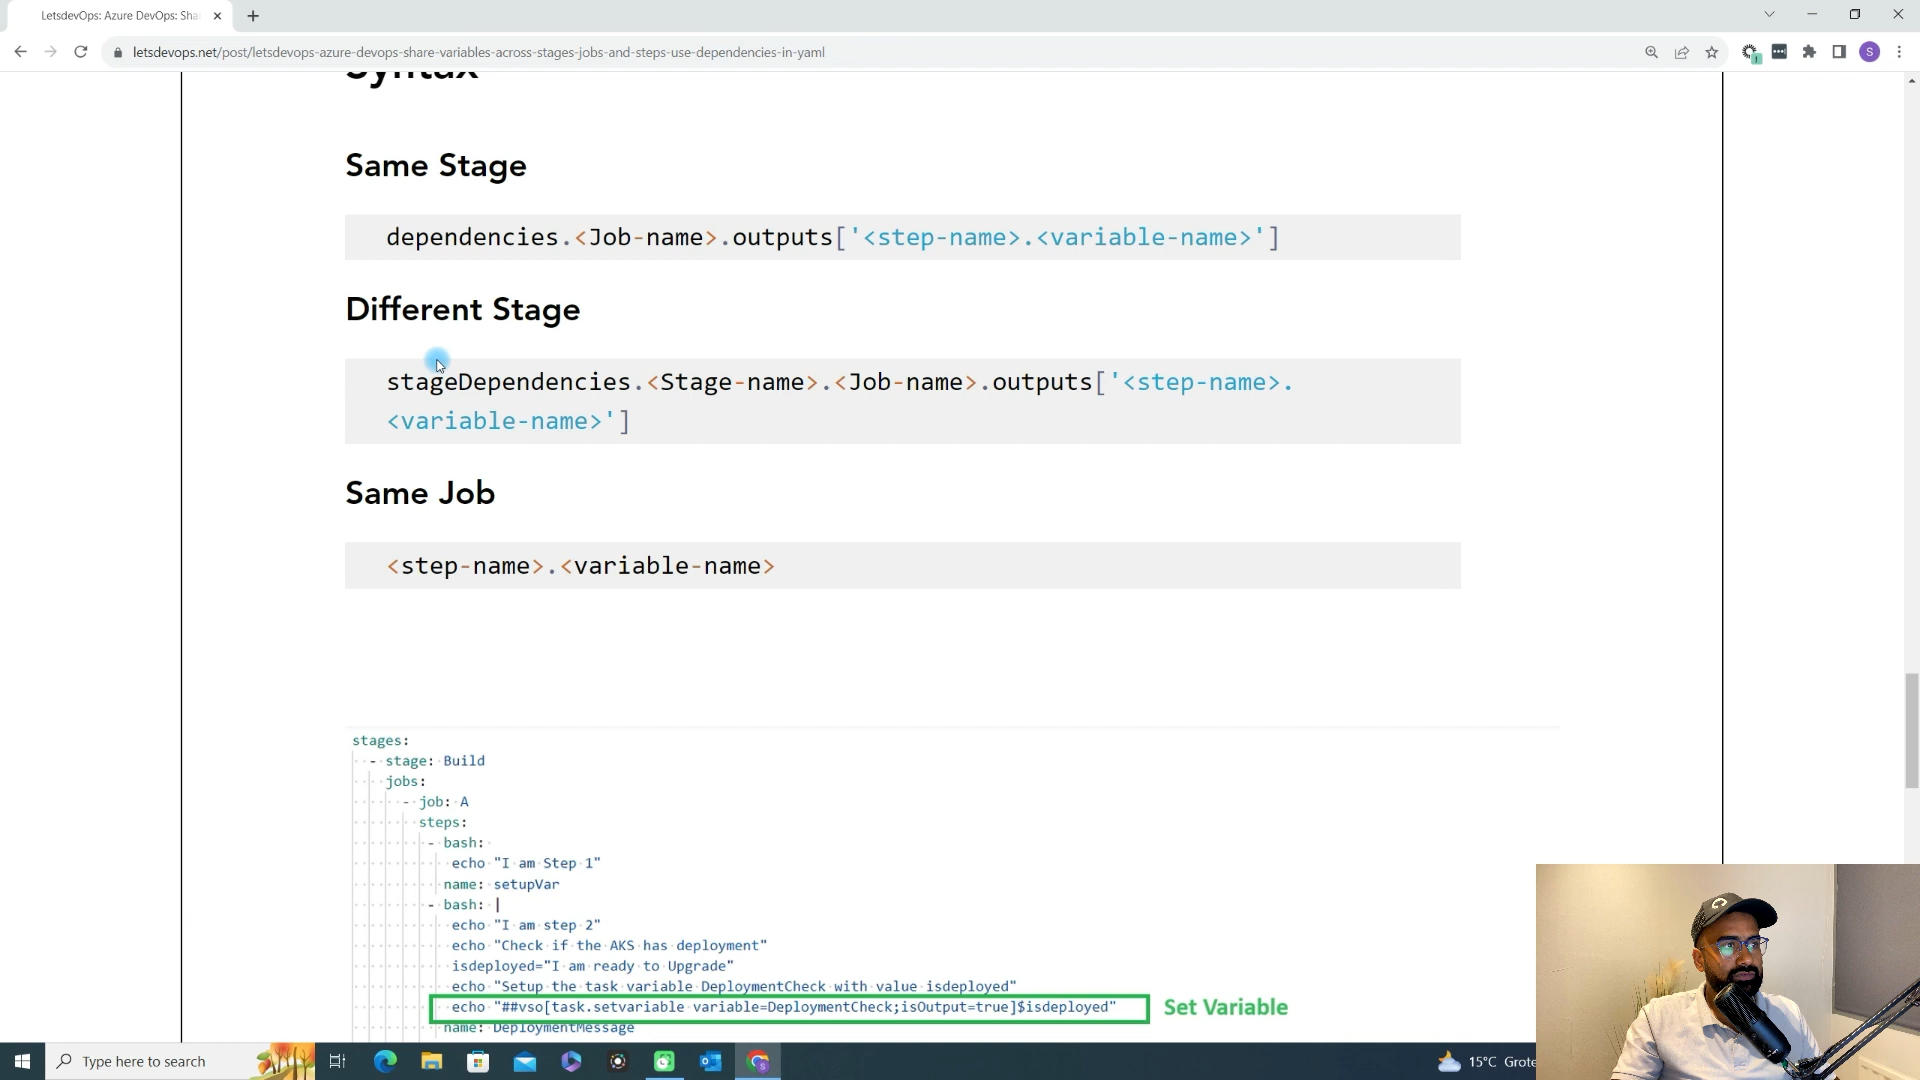 LetsdevOps: Azure DevOps: Sha
letsdevops.net/post/letsdevops-azure-devops-share-variables-across-stages-jobs-and-steps-use-dependencies-in-yaml
S
Syntax
Same Stage
dependencies.<Job-name>.outputs['<step-name>.<variable-name>']
Different Stage
stageDependencies.<Stage-name>.<Job-name>.outputs['<step-name>.
<variable-name>']
Same Job
<step-name>.<variable-name>
stages:
- stage: Build
jobs:
- job: A
steps:
- bash:
echo "I am Step 1"
name: setupVar
- bash: |
echo "I am step 2"
echo "Check if the AKS has deployment"
isdeployed="I am ready to Upgrade"
echo "Setup the task variable DeploymentCheck with value isdeployed"
echo "##vso[task.setvariable variable=DeploymentCheck;isOutput=true]$isdeployed"
Set Variable
name: DeploymentMessage
Type here to search
15°C Grote